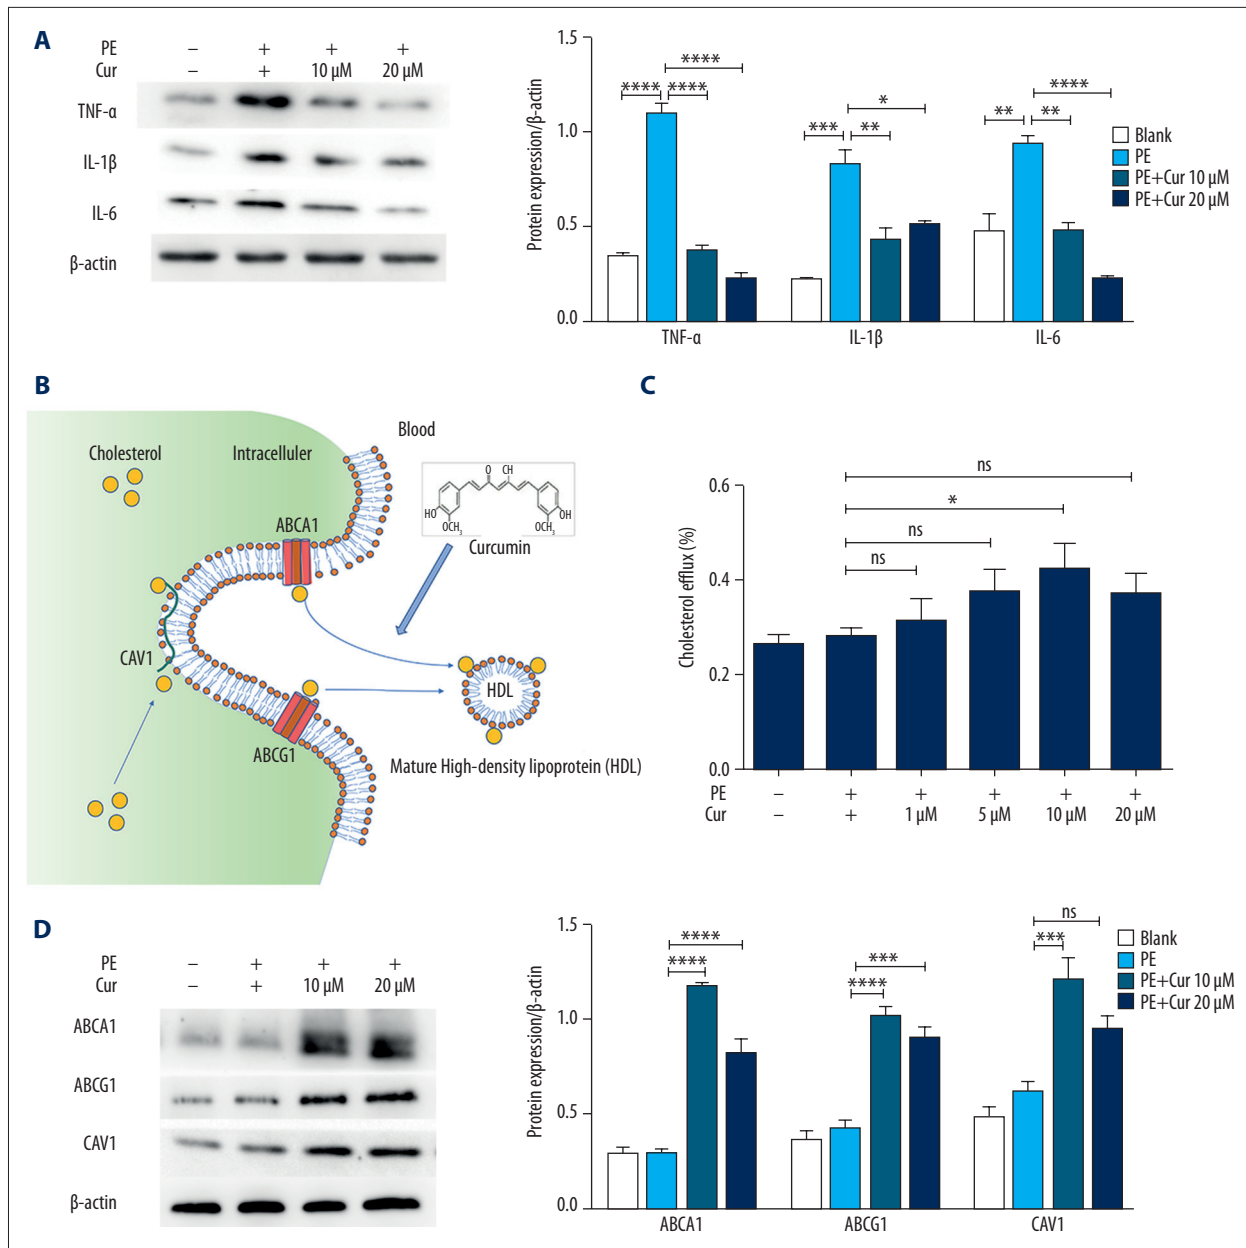 A
PE – + + +
Cur – + 10 µM 20 µM
TNF-α
IL-1β
IL-6
β-actin
Protein expression/β-actin
1.5
1.0
0.5
0.0
**** **** ****
*** ** *
** ** ****
TNF-α IL-1β IL-6
Blank
PE
PE+Cur 10 µM
PE+Cur 20 µM
B
Cholesterol
Intracelluler
Blood
ABCA1
O CH
HO OCH3 OCH3 OH
Curcumin
CAV1
HDL
ABCG1
Mature High-density lipoprotein (HDL)
C
Cholesterol efflux (%)
0.6
0.4
0.2
0.0
ns
*
ns
ns
PE – + + + + +
Cur – + 1 µM 5 µM 10 µM 20 µM
D
PE – + + +
Cur – + 10 µM 20 µM
ABCA1
ABCG1
CAV1
β-actin
Protein expression/β-actin
1.5
1.0
0.5
0.0
**** ****
*** ****
ns ***
ABCA1 ABCG1 CAV1
Blank
PE
PE+Cur 10 µM
PE+Cur 20 µM